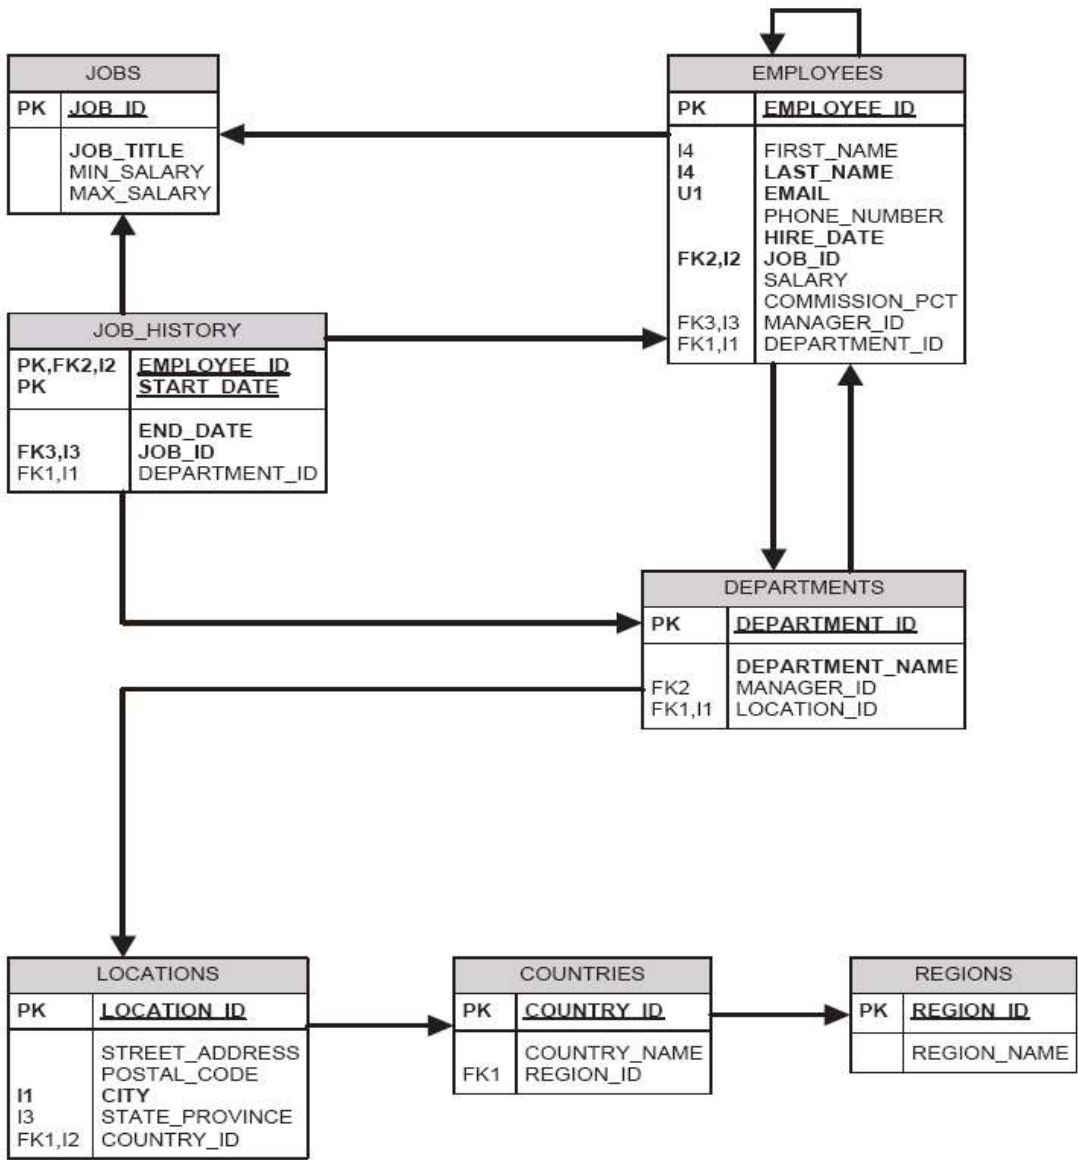 JOBS
PK JOB_ID
JOB_TITLE
MIN_SALARY
MAX_SALARY
EMPLOYEES
PK EMPLOYEE_ID
I4 FIRST_NAME
I4 LAST_NAME
U1 EMAIL
PHONE_NUMBER
HIRE_DATE
FK2,I2 JOB_ID
SALARY
COMMISSION_PCT
FK3,I3 MANAGER_ID
FK1,I1 DEPARTMENT_ID
JOB_HISTORY
PK,FK2,I2 EMPLOYEE_ID
PK START_DATE
END_DATE
FK3,I3 JOB_ID
FK1,I1 DEPARTMENT_ID
DEPARTMENTS
PK DEPARTMENT_ID
DEPARTMENT_NAME
FK2 MANAGER_ID
FK1,I1 LOCATION_ID
LOCATIONS
PK LOCATION_ID
STREET_ADDRESS
POSTAL_CODE
I1 CITY
I3 STATE_PROVINCE
FK1,I2 COUNTRY_ID
COUNTRIES
PK COUNTRY_ID
COUNTRY_NAME
FK1 REGION_ID
REGIONS
PK REGION_ID
REGION_NAME